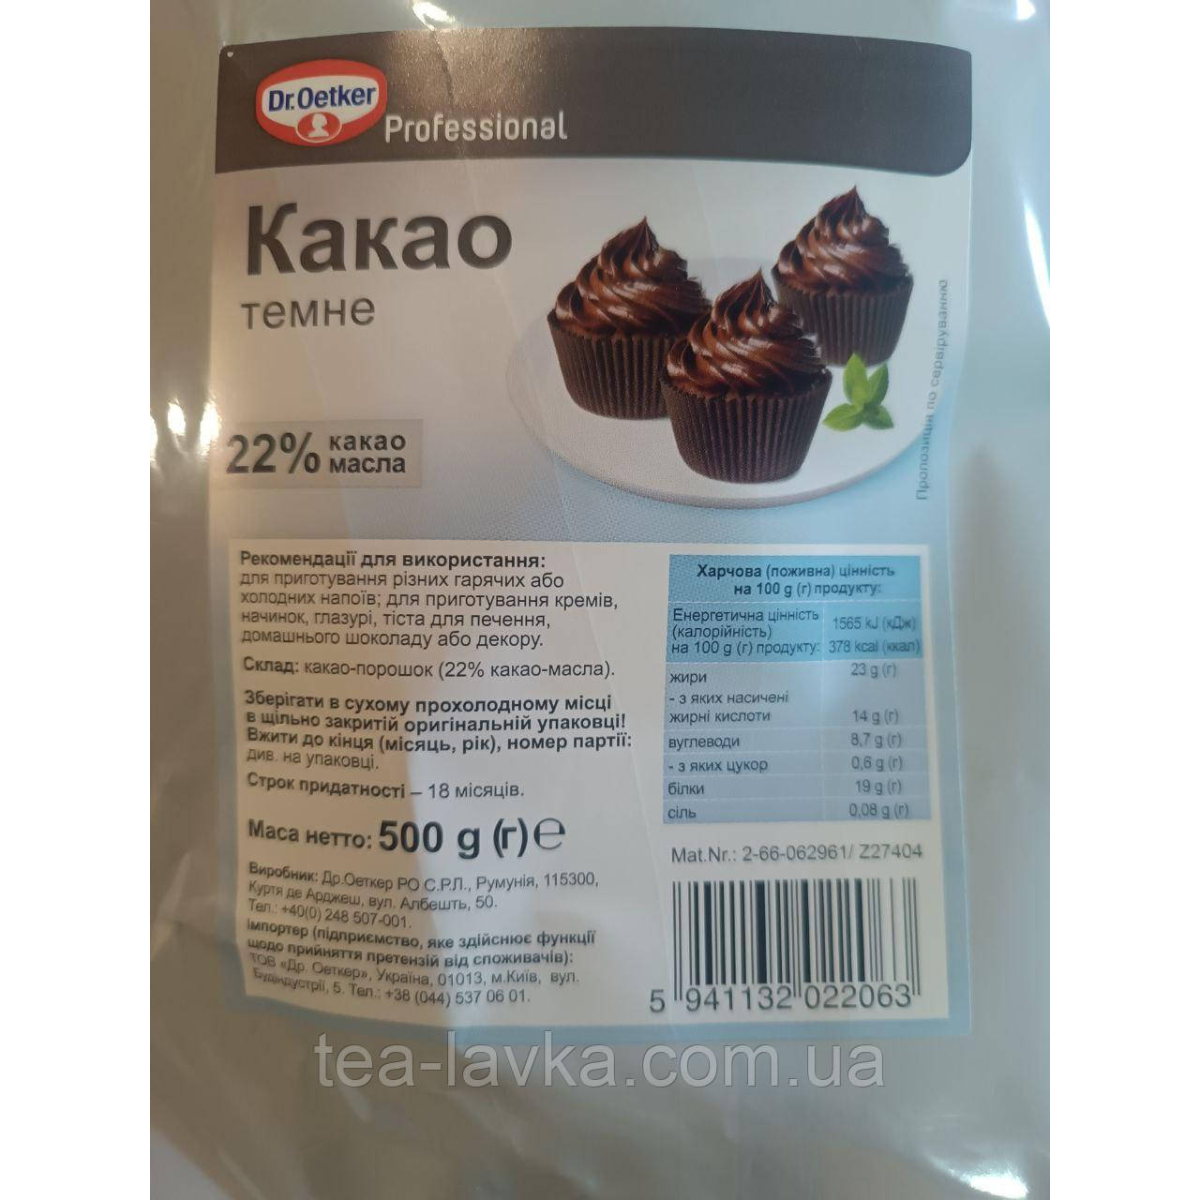 Dr.Oetker
Professional
Какао
темне
22% какао
масла
Пропозиція по сервіруванню
Рекомендації для використання:
для приготування різних гарячих або
холодних напоїв; для приготування кремів,
начинок, глазурі, тіста для печення,
домашнього шоколаду або декору.
Склад: какао-порошок (22% какао-масла).
Зберігати в сухому прохолодному місці
в щільно закритій оригінальній упаковці!
Вжити до кінця (місяць, рік), номер партії:
див. на упаковці.
Строк придатності – 18 місяців.
Маса нетто: 500 g (г) ℮
Виробник: Др.Оеткер РО С.Р.Л., Румунія, 115300,
Куртя де Арджеш, вул. Албешть, 50.
Тел.: +40(0) 248 507-001.
Імпортер (підприємство, яке здійснює функції
щодо прийняття претензій від споживачів):
ТОВ «Др. Оеткер», Україна, 01013, м.Київ, вул.
Будіндустрії, 5. Тел.: +38 (044) 537 06 01.
Харчова (поживна) цінність
на 100 g (г) продукту:
Енергетична цінність
(калорійність)
на 100 g (г) продукту:
1565 kJ (кДж)
378 kcal (ккал)
жири 23 g (г)
- з яких насичені
жирні кислоти 14 g (г)
вуглеводи 8,7 g (г)
- з яких цукор 0,6 g (г)
білки 19 g (г)
сіль 0,08 g (г)
Mat.Nr.: 2-66-062961/ Z27404
5 941132 022063
tea-lavka.com.ua